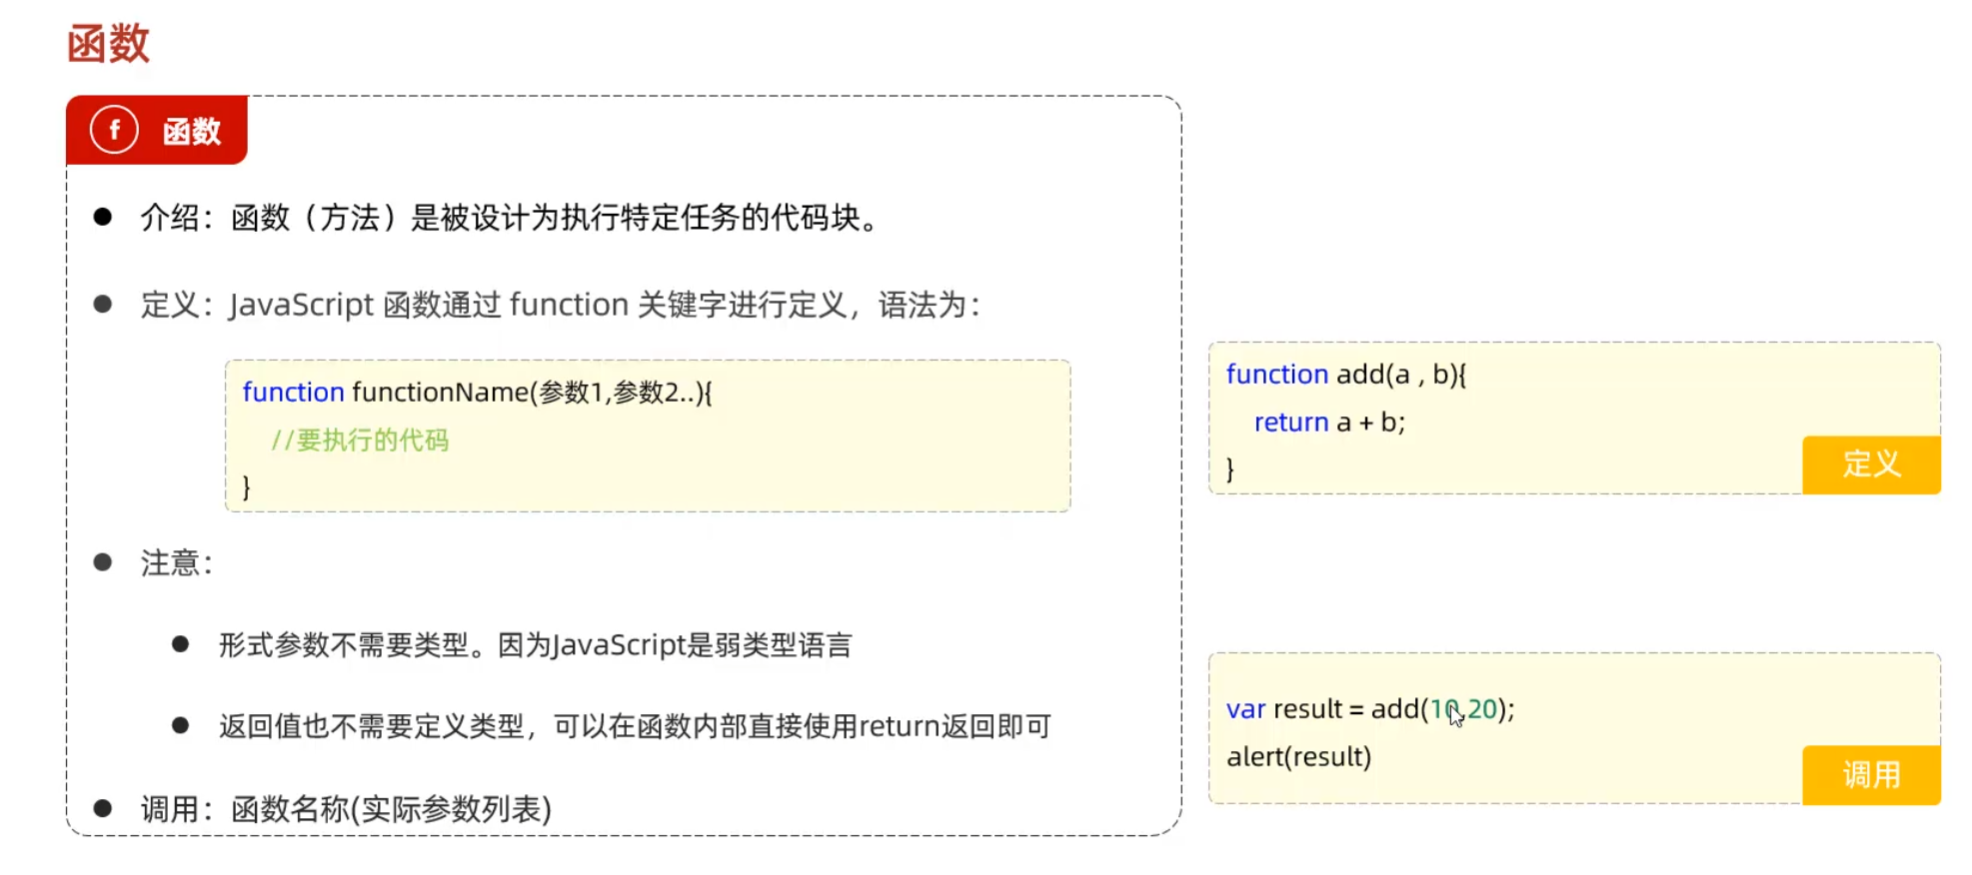 函数
f 函数
介绍：函数（方法）是被设计为执行特定任务的代码块。
定义：JavaScript 函数通过 function 关键字进行定义，语法为：
function functionName(参数1,参数2..){
//要执行的代码
}
注意：
形式参数不需要类型。因为JavaScript是弱类型语言
返回值也不需要定义类型，可以在函数内部直接使用return返回即可
调用：函数名称(实际参数列表)
function add(a , b){
return a + b;
}
定义
var result = add(10,20);
alert(result)
调用